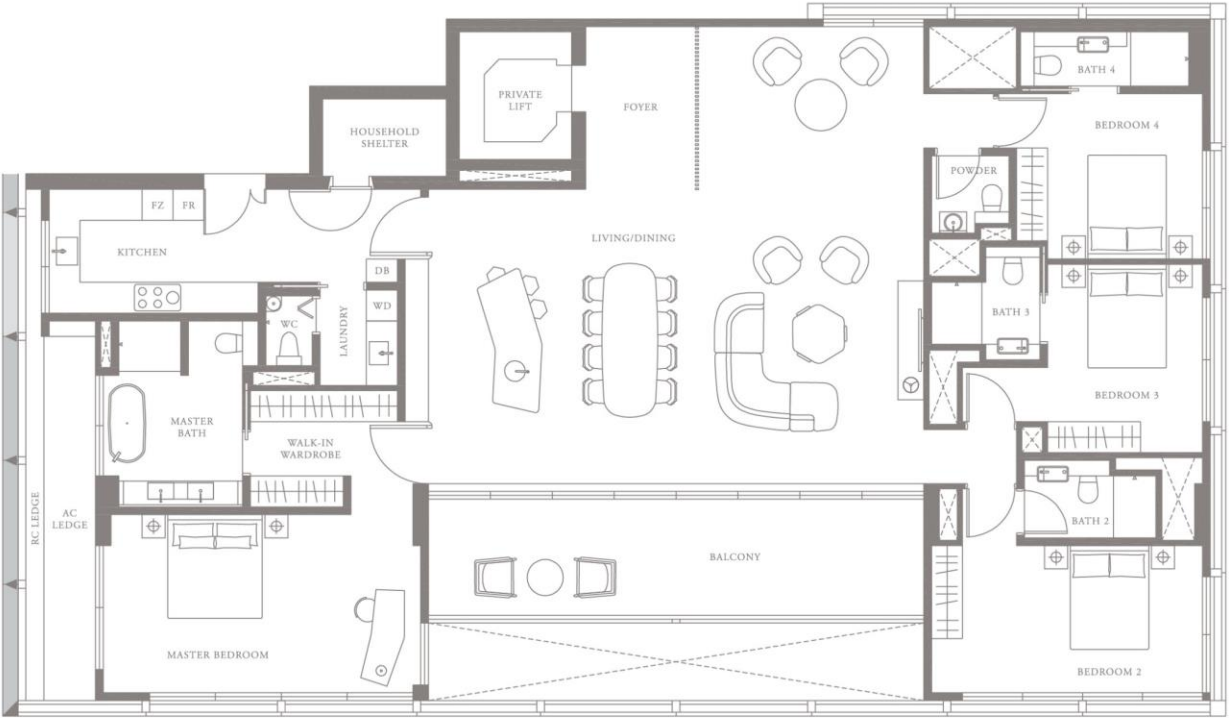 BATH 4
PRIVATE
LIFT
FOYER
BEDROOM 4
HOUSEHOLD
SHELTER
POWDER
FZ
FR
LIVING/DINING
KITCHEN
DB
WD
WC
LAUNDRY
BATH 3
BEDROOM 3
MASTER
BATH
WALK-IN
WARDROBE
RC LEDGE
AC
LEDGE
BATH 2
BALCONY
MASTER BEDROOM
BEDROOM 2